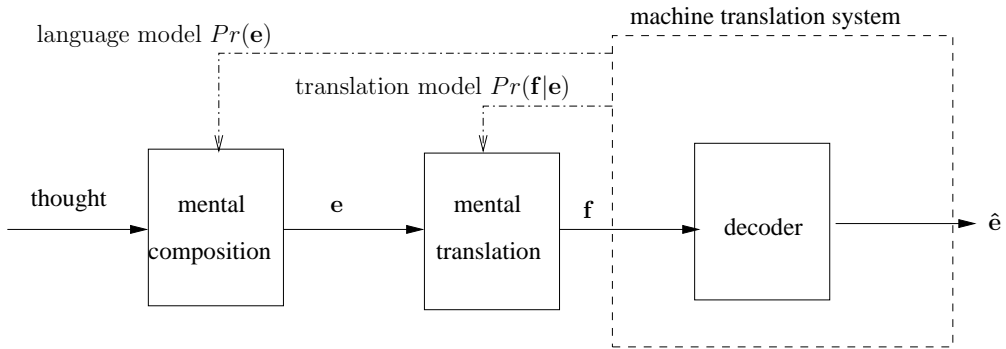 machine translation system
language model Pr(e)
translation model Pr(f|e)
thought
mental
composition
e
mental
translation
f
decoder
ê